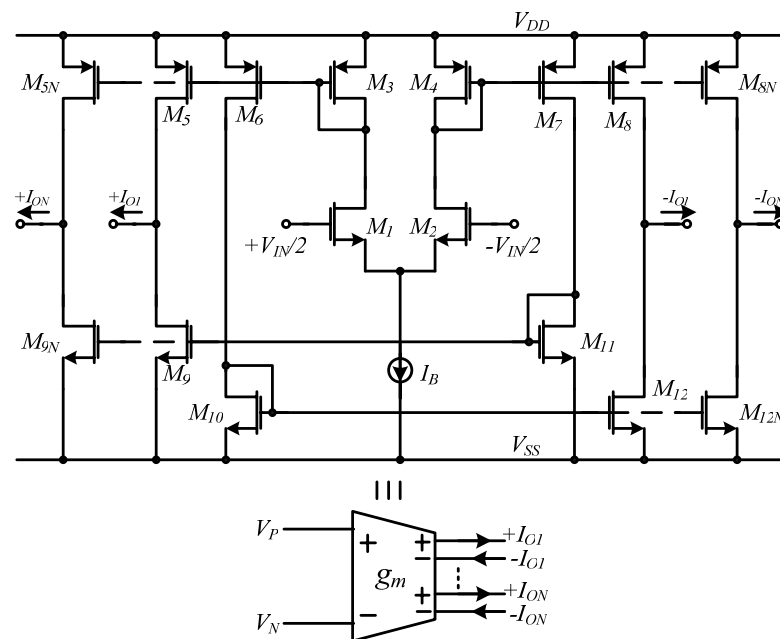 V_DD
M_5N M_5 M_6 M_3 M_4 M_7 M_8 M_8N
+I_ON +I_O1 -I_O1 -I_ON
M_1 M_2
+V_IN/2 -V_IN/2
M_9N M_9 I_B M_11
M_10 M_12 M_12N
V_SS
V_P + + +I_O1
− -I_O1
g_m
+ +I_ON
V_N − − -I_ON